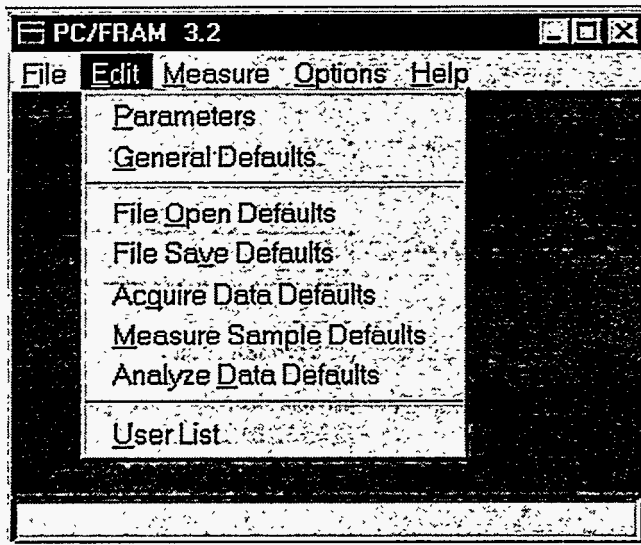 PC/FRAM 3.2
File Edit Measure Options Help
Parameters
General Defaults
File Open Defaults
File Save Defaults
Acquire Data Defaults
Measure Sample Defaults
Analyze Data Defaults
User List